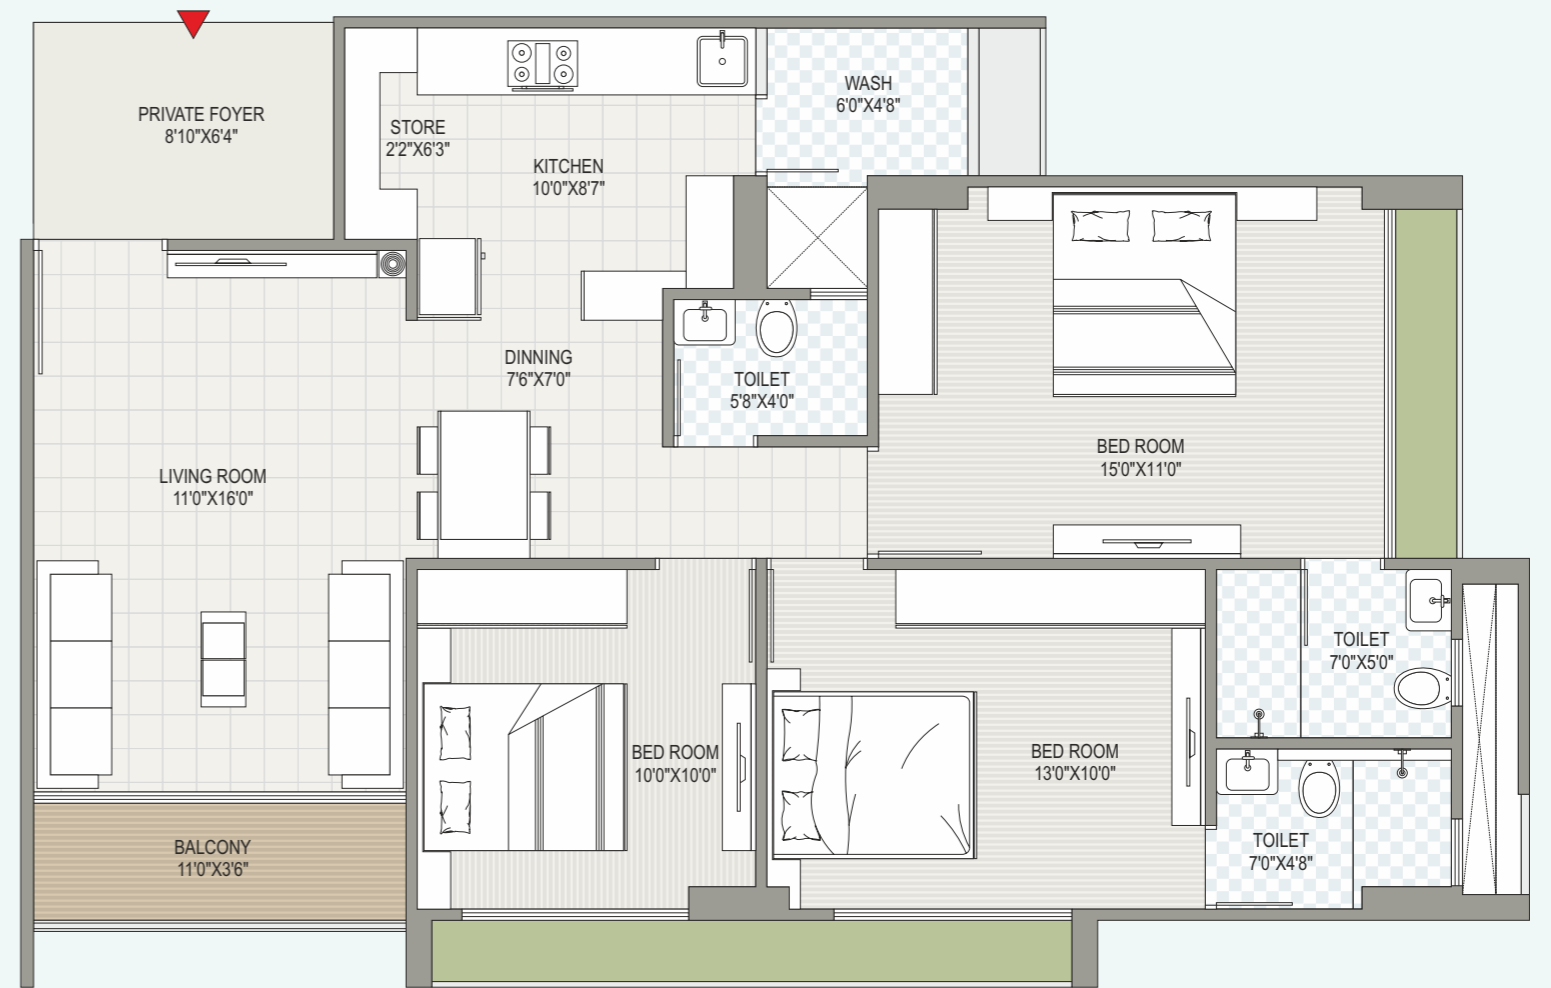 PRIVATE FOYER
8'10"X6'4"
STORE
2'2"X6'3"
KITCHEN
10'0"X8'7"
WASH
6'0"X4'8"
DINNING
7'6"X7'0"
TOILET
5'8"X4'0"
BED ROOM
15'0"X11'0"
LIVING ROOM
11'0"X16'0"
BED ROOM
10'0"X10'0"
BED ROOM
13'0"X10'0"
TOILET
7'0"X5'0"
TOILET
7'0"X4'8"
BALCONY
11'0"X3'6"